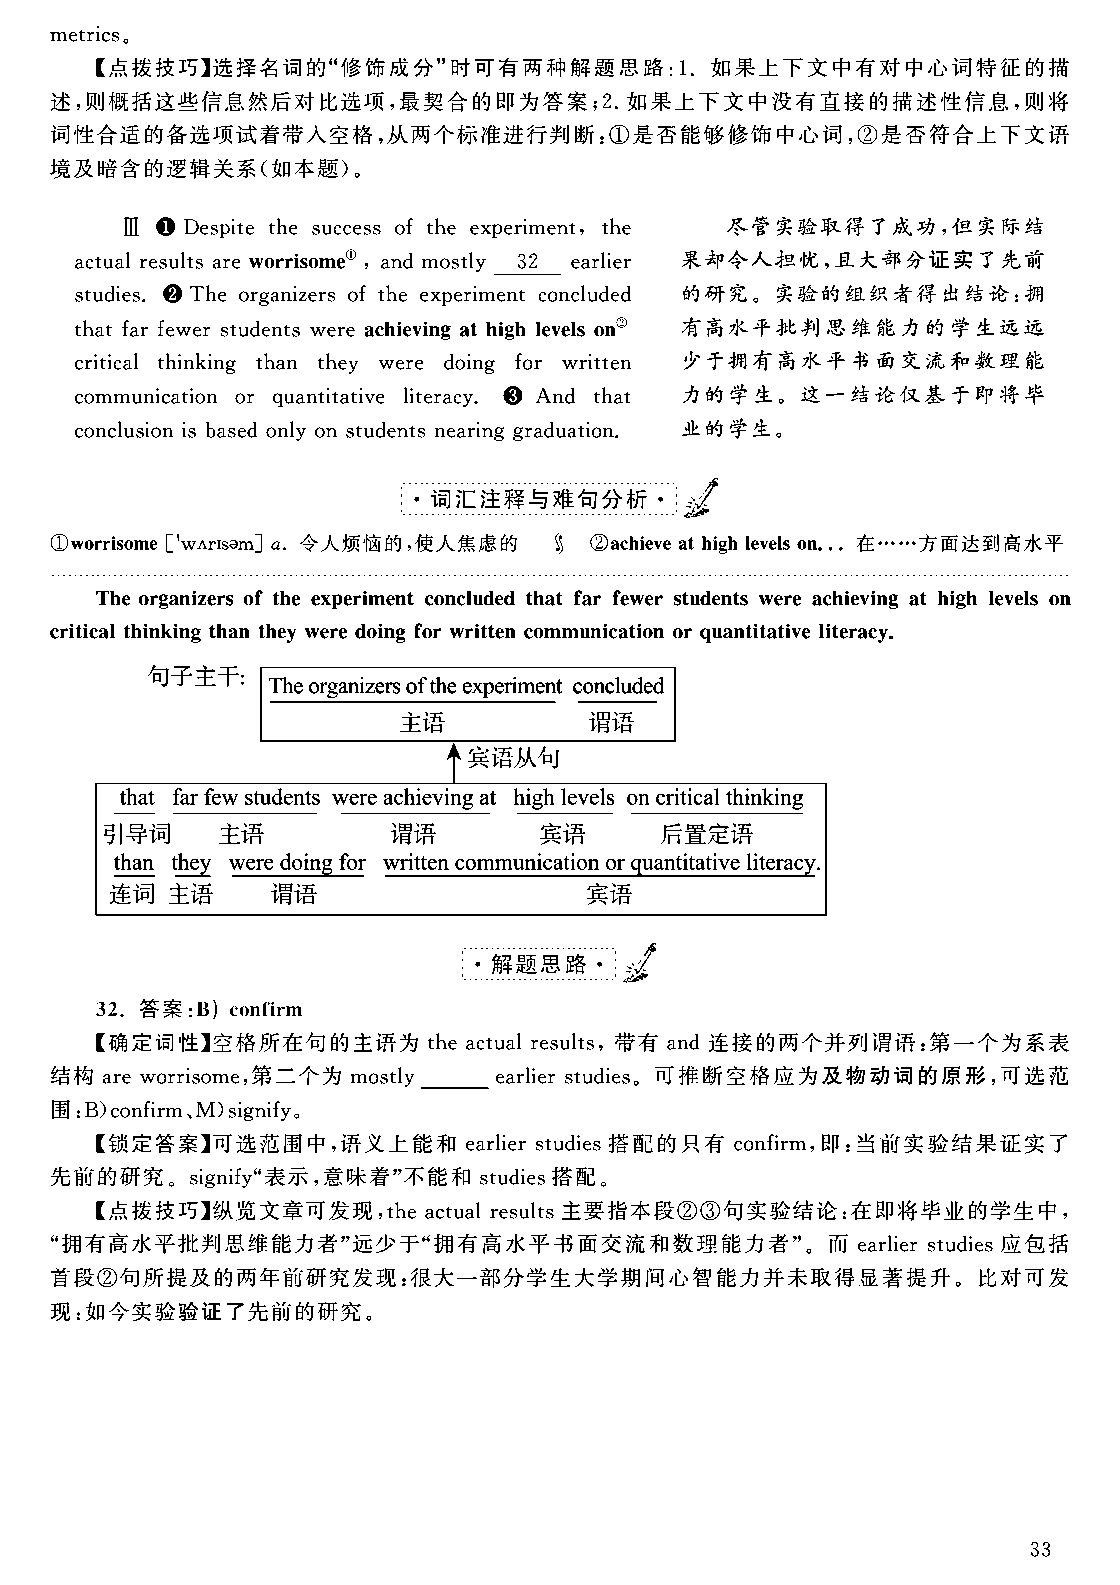 metrics。
【点拨技巧】选择名词的“修饰成分”时可有两种解题思路:1. 如果上下文中有对中心词特征的描
述,则概括这些信息然后对比选项,最契合的即为答案;2. 如果上下文中没有直接的描述性信息,则将
词性合适的备选项试着带入空格,从两个标准进行判断:①是否能够修饰中心词,②是否符合上下文语
境及暗含的逻辑关系(如本题)。
Ⅲ ❶ Despite the success of the experiment, the
actual results are worrisome①, and mostly 32 earlier
studies. ❷ The organizers of the experiment concluded
that far fewer students were achieving at high levels on②
critical thinking than they were doing for written
communication or quantitative literacy. ❸ And that
conclusion is based only on students nearing graduation.
尽管实验取得了成功,但实际结
果却令人担忧,且大部分证实了先前
的研究。实验的组织者得出结论:拥
有高水平批判思维能力的学生远远
少于拥有高水平书面交流和数理能
力的学生。这一结论仅基于即将毕
业的学生。
·词汇注释与难句分析·
①worrisome [ˈwʌrɪsəm] a. 令人烦恼的,使人焦虑的 ②achieve at high levels on... 在……方面达到高水平
The organizers of the experiment concluded that far fewer students were achieving at high levels on
critical thinking than they were doing for written communication or quantitative literacy.
句子主干: The organizers of the experiment concluded
主语 谓语
宾语从句
that far few students were achieving at high levels on critical thinking
引导词 主语 谓语 宾语 后置定语
than they were doing for written communication or quantitative literacy.
连词 主语 谓语 宾语
·解题思路·
32. 答案:B) confirm
【确定词性】空格所在句的主语为 the actual results, 带有 and 连接的两个并列谓语:第一个为系表
结构 are worrisome,第二个为 mostly ______ earlier studies。可推断空格应为及物动词的原形,可选范
围:B)confirm、M)signify。
【锁定答案】可选范围中,语义上能和 earlier studies 搭配的只有 confirm,即:当前实验结果证实了
先前的研究。signify“表示,意味着”不能和 studies 搭配。
【点拨技巧】纵览文章可发现,the actual results 主要指本段②③句实验结论:在即将毕业的学生中,
“拥有高水平批判思维能力者”远少于“拥有高水平书面交流和数理能力者”。而 earlier studies 应包括
首段②句所提及的两年前研究发现:很大一部分学生大学期间心智能力并未取得显著提升。比对可发
现:如今实验验证了先前的研究。
33